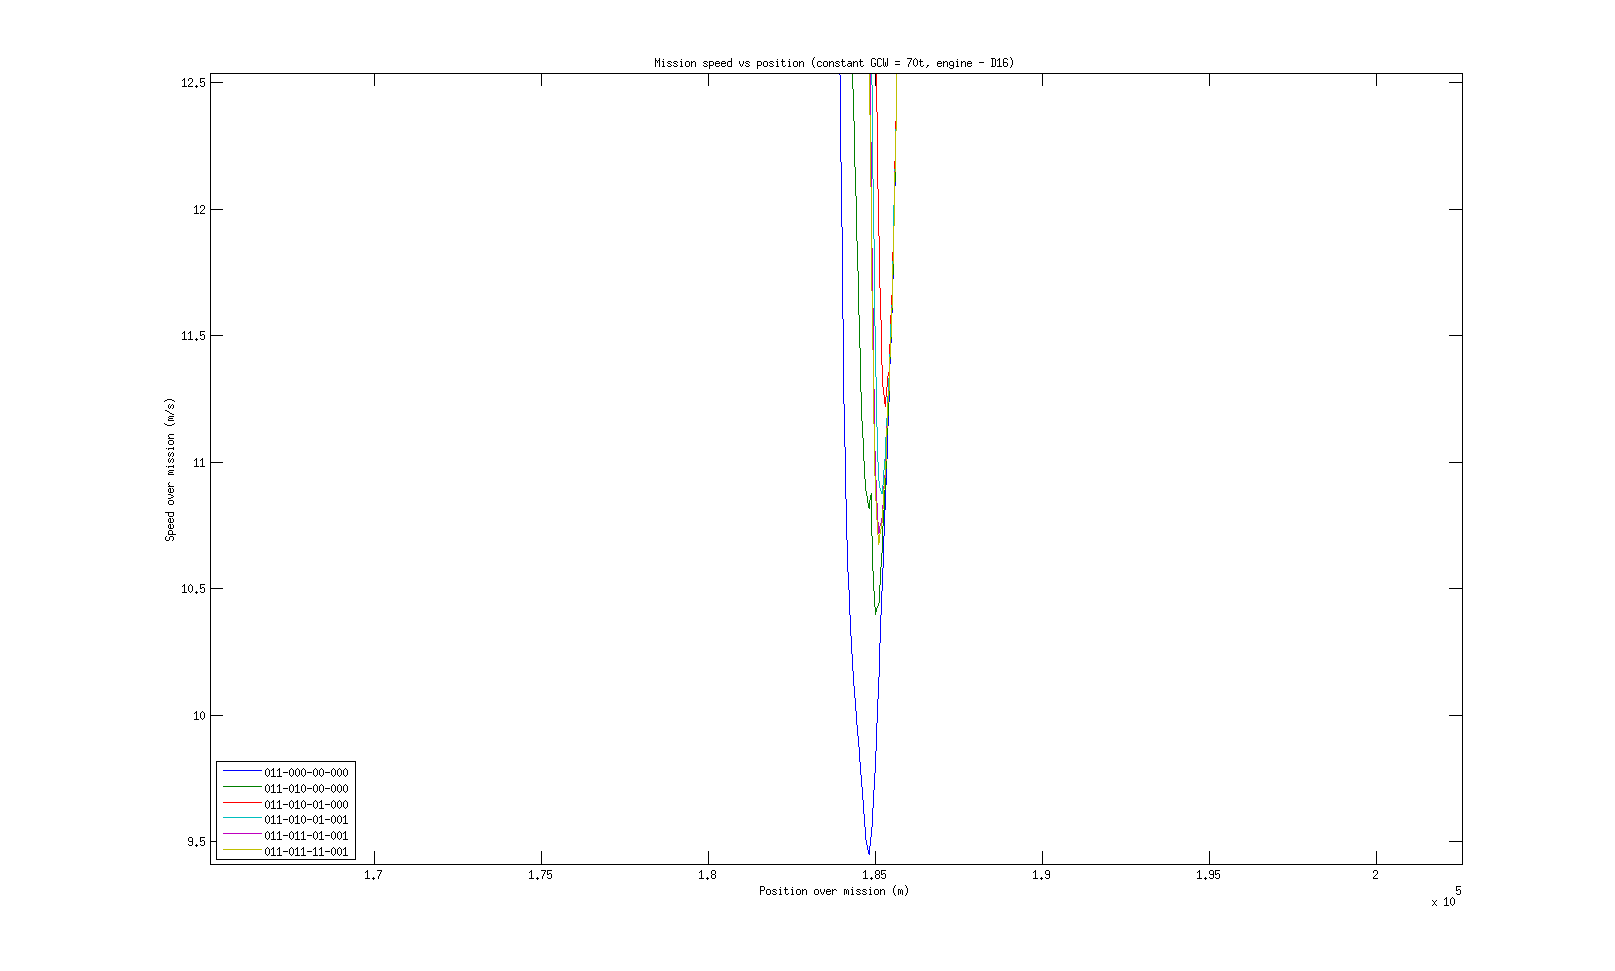 Mission speed vs position (constant GCW = 70t, engine - D16)
12.5
12
11.5
11
10.5
10
9.5
Speed over mission (m/s)
011-000-00-000
011-010-00-000
011-010-01-000
011-010-01-001
011-011-01-001
011-011-11-001
1.7 1.75 1.8 1.85 1.9 1.95 2
Position over mission (m)
x 10^5